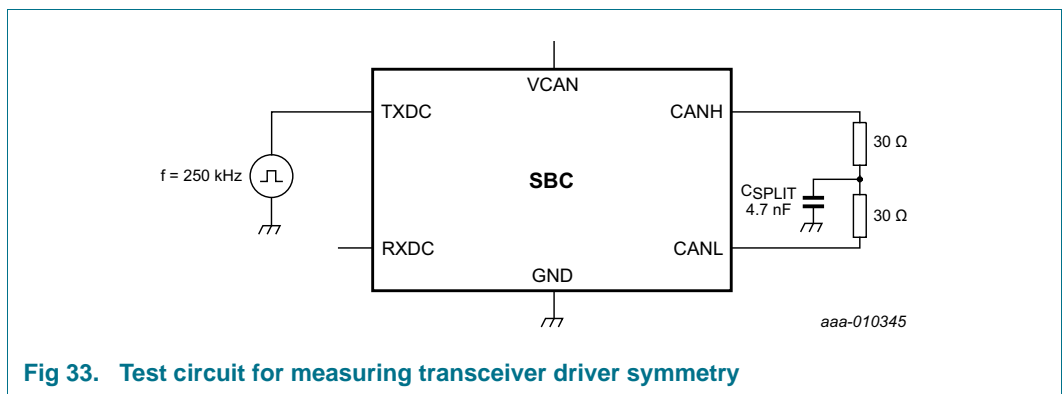 VCAN
TXDC
CANH
30 Ω
f = 250 kHz
SBC
CSPLIT
4.7 nF
30 Ω
RXDC
CANL
GND
aaa-010345
Fig 33. Test circuit for measuring transceiver driver symmetry